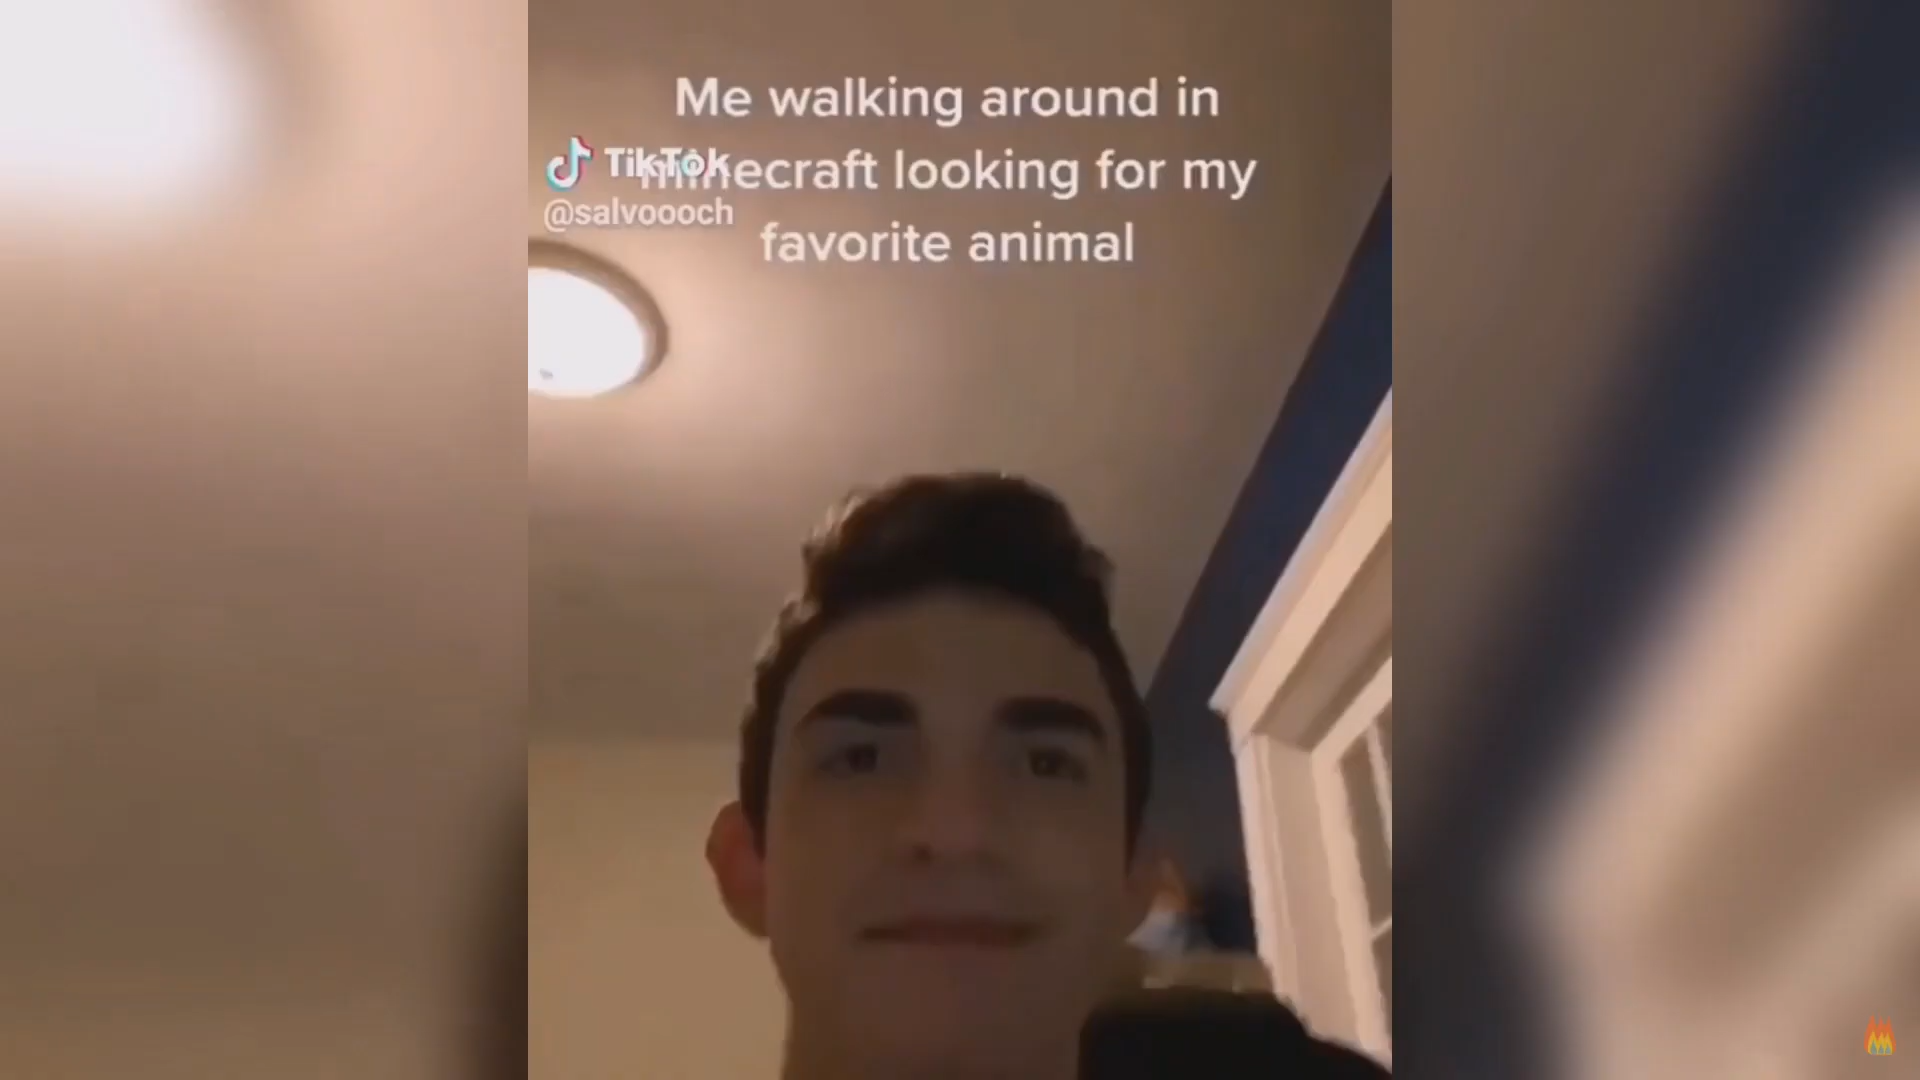 Me walking around in
minecraft looking for my
favorite animal
TikTok
@salvoooch